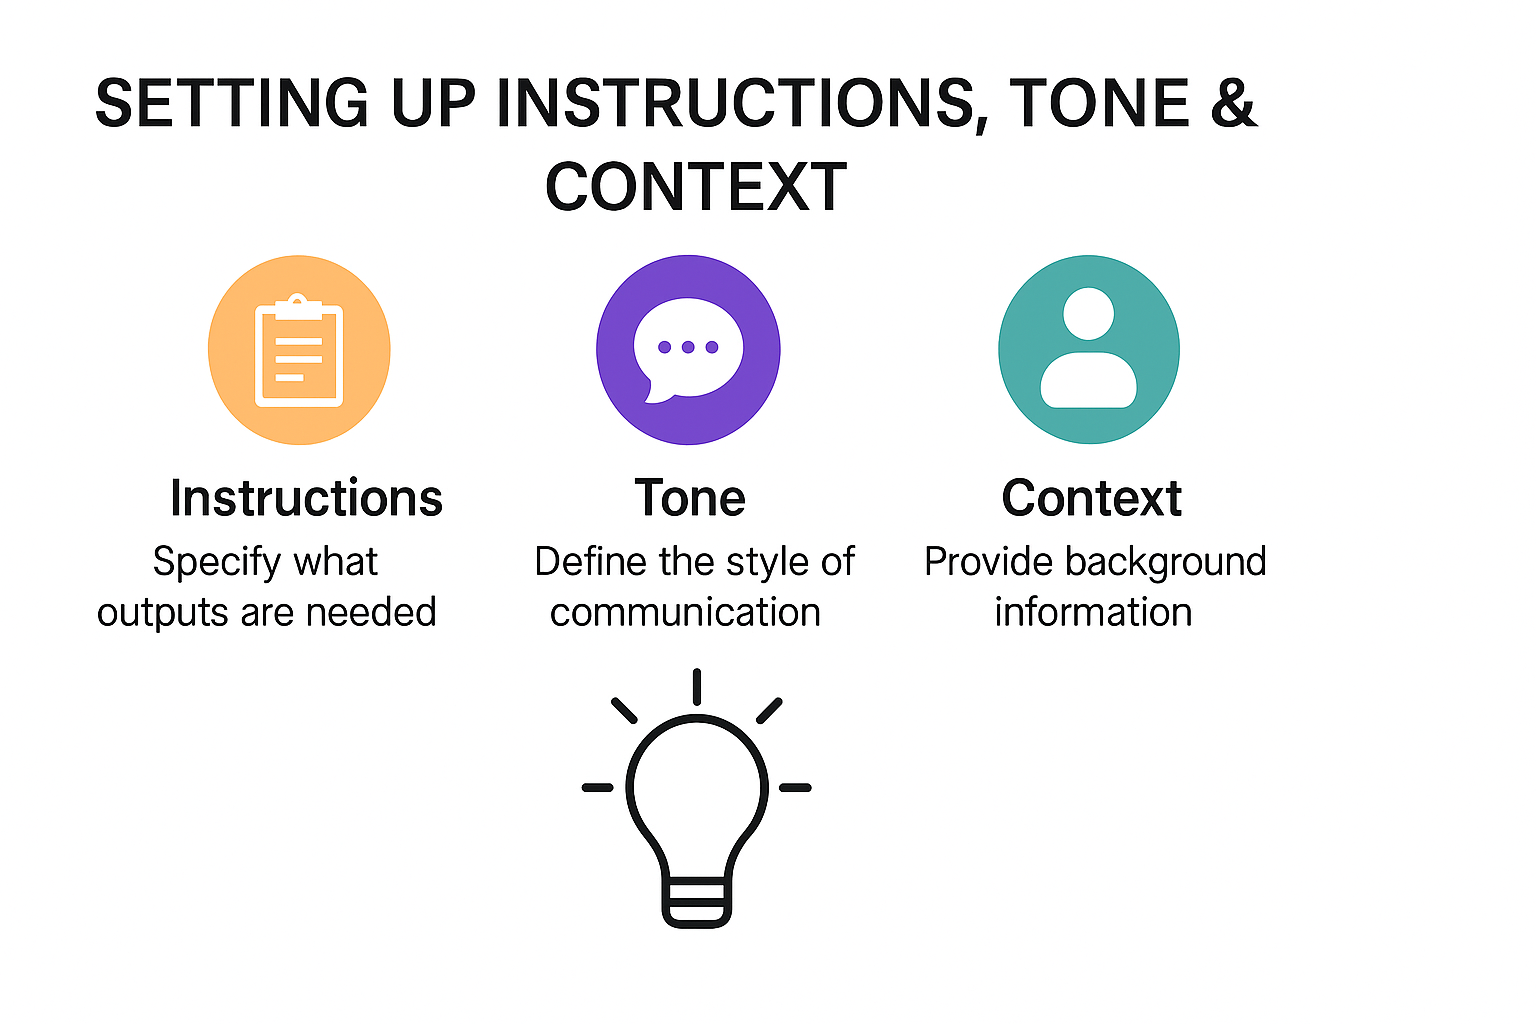 SETTING UP INSTRUCTIONS, TONE &
CONTEXT
Instructions
Specify what
outputs are needed
Tone
Define the style of
communication
Context
Provide background
information